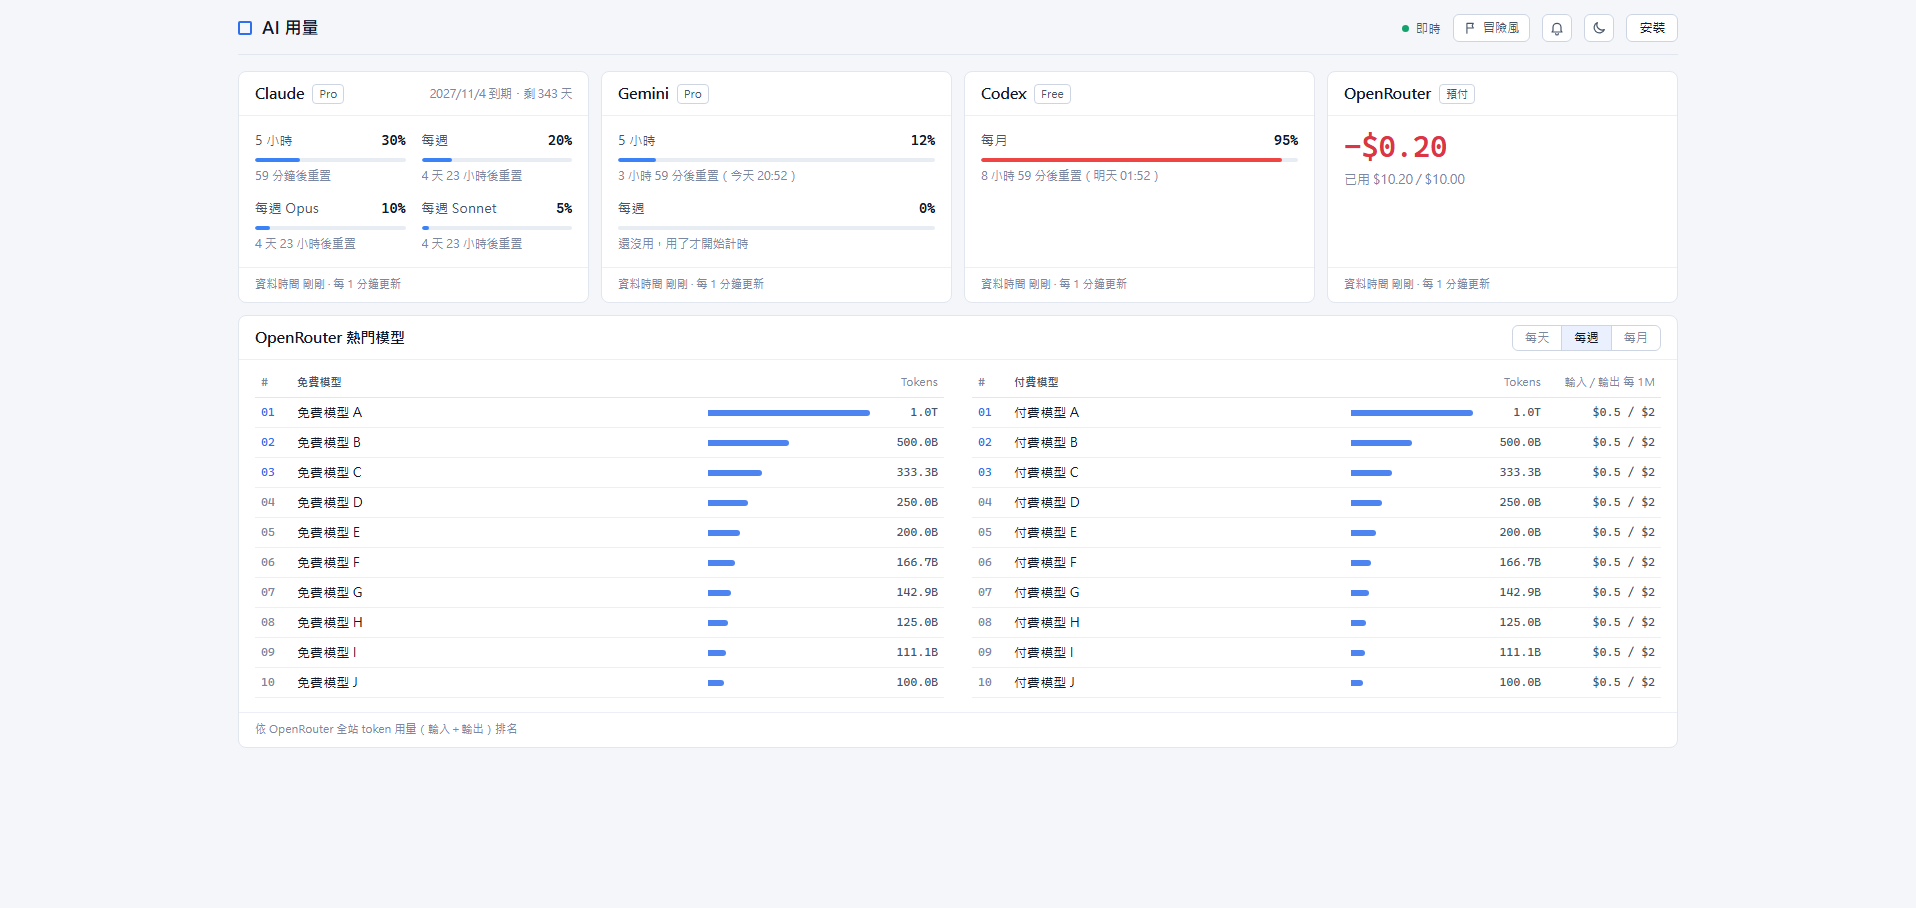 AI 用量
即時
冒險風
安裝
Claude Pro 2027/11/4 到期 · 剩 343 天
5 小時 30%
59 分鐘後重置
每週 20%
4 天 23 小時後重置
每週 Opus 10%
4 天 23 小時後重置
每週 Sonnet 5%
4 天 23 小時後重置
資料時間 剛剛 · 每 1 分鐘更新
Gemini Pro
5 小時 12%
3 小時 59 分後重置（今天 20:52）
每週 0%
還沒用，用了才開始計時
資料時間 剛剛 · 每 1 分鐘更新
Codex Free
每月 95%
8 小時 59 分後重置（明天 01:52）
資料時間 剛剛 · 每 1 分鐘更新
OpenRouter 預付
−$0.20
已用 $10.20 / $10.00
資料時間 剛剛 · 每 1 分鐘更新
OpenRouter 熱門模型
每天 每週 每月
# 免費模型 Tokens
01 免費模型 A 1.0T
02 免費模型 B 500.0B
03 免費模型 C 333.3B
04 免費模型 D 250.0B
05 免費模型 E 200.0B
06 免費模型 F 166.7B
07 免費模型 G 142.9B
08 免費模型 H 125.0B
09 免費模型 I 111.1B
10 免費模型 J 100.0B
# 付費模型 Tokens 輸入 / 輸出 每 1M
01 付費模型 A 1.0T $0.5 / $2
02 付費模型 B 500.0B $0.5 / $2
03 付費模型 C 333.3B $0.5 / $2
04 付費模型 D 250.0B $0.5 / $2
05 付費模型 E 200.0B $0.5 / $2
06 付費模型 F 166.7B $0.5 / $2
07 付費模型 G 142.9B $0.5 / $2
08 付費模型 H 125.0B $0.5 / $2
09 付費模型 I 111.1B $0.5 / $2
10 付費模型 J 100.0B $0.5 / $2
依 OpenRouter 全站 token 用量（輸入 + 輸出）排名